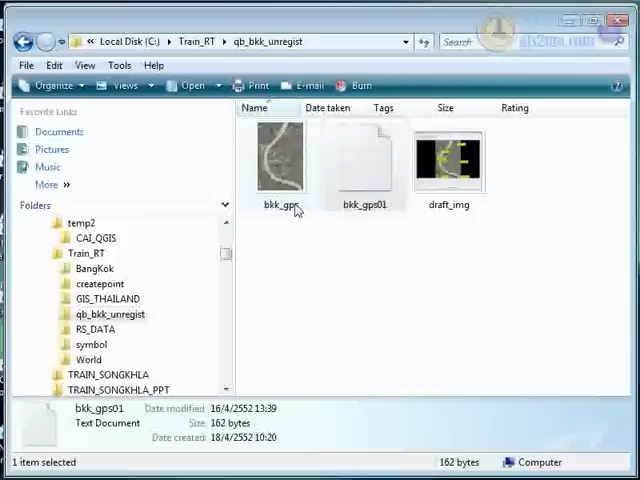 Local Disk (C:) Train_RT qb_bkk_unregist
Search
File Edit View Tools Help
Organize Views Open Print E-mail Burn
Favorite Links
Documents
Pictures
Music
More »
Folders
temp2
CAI_QGIS
Train_RT
BangKok
createpoint
GIS_THAILAND
qb_bkk_unregist
RS_DATA
symbol
World
TRAIN_SONGKHLA
TRAIN_SONGKHLA_PPT
Name Date taken Tags Size Rating
bkk_gps bkk_gps01 draft_img
bkk_gps01 Date modified: 16/4/2552 13:39
Text Document Size: 162 bytes
Date created: 18/4/2552 10:20
1 item selected 162 bytes Computer